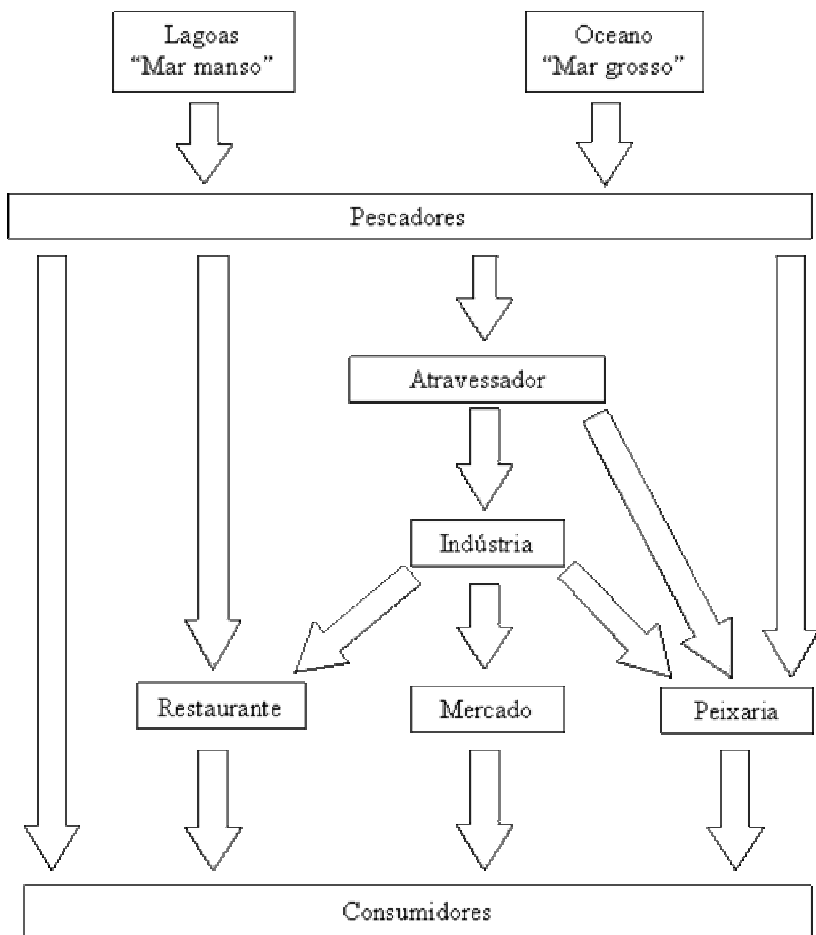 Lagoas
“Mar manso”
Oceano
“Mar grosso”
Pescadores
Atravessador
Indústria
Restaurante
Mercado
Peixaria
Consumidores